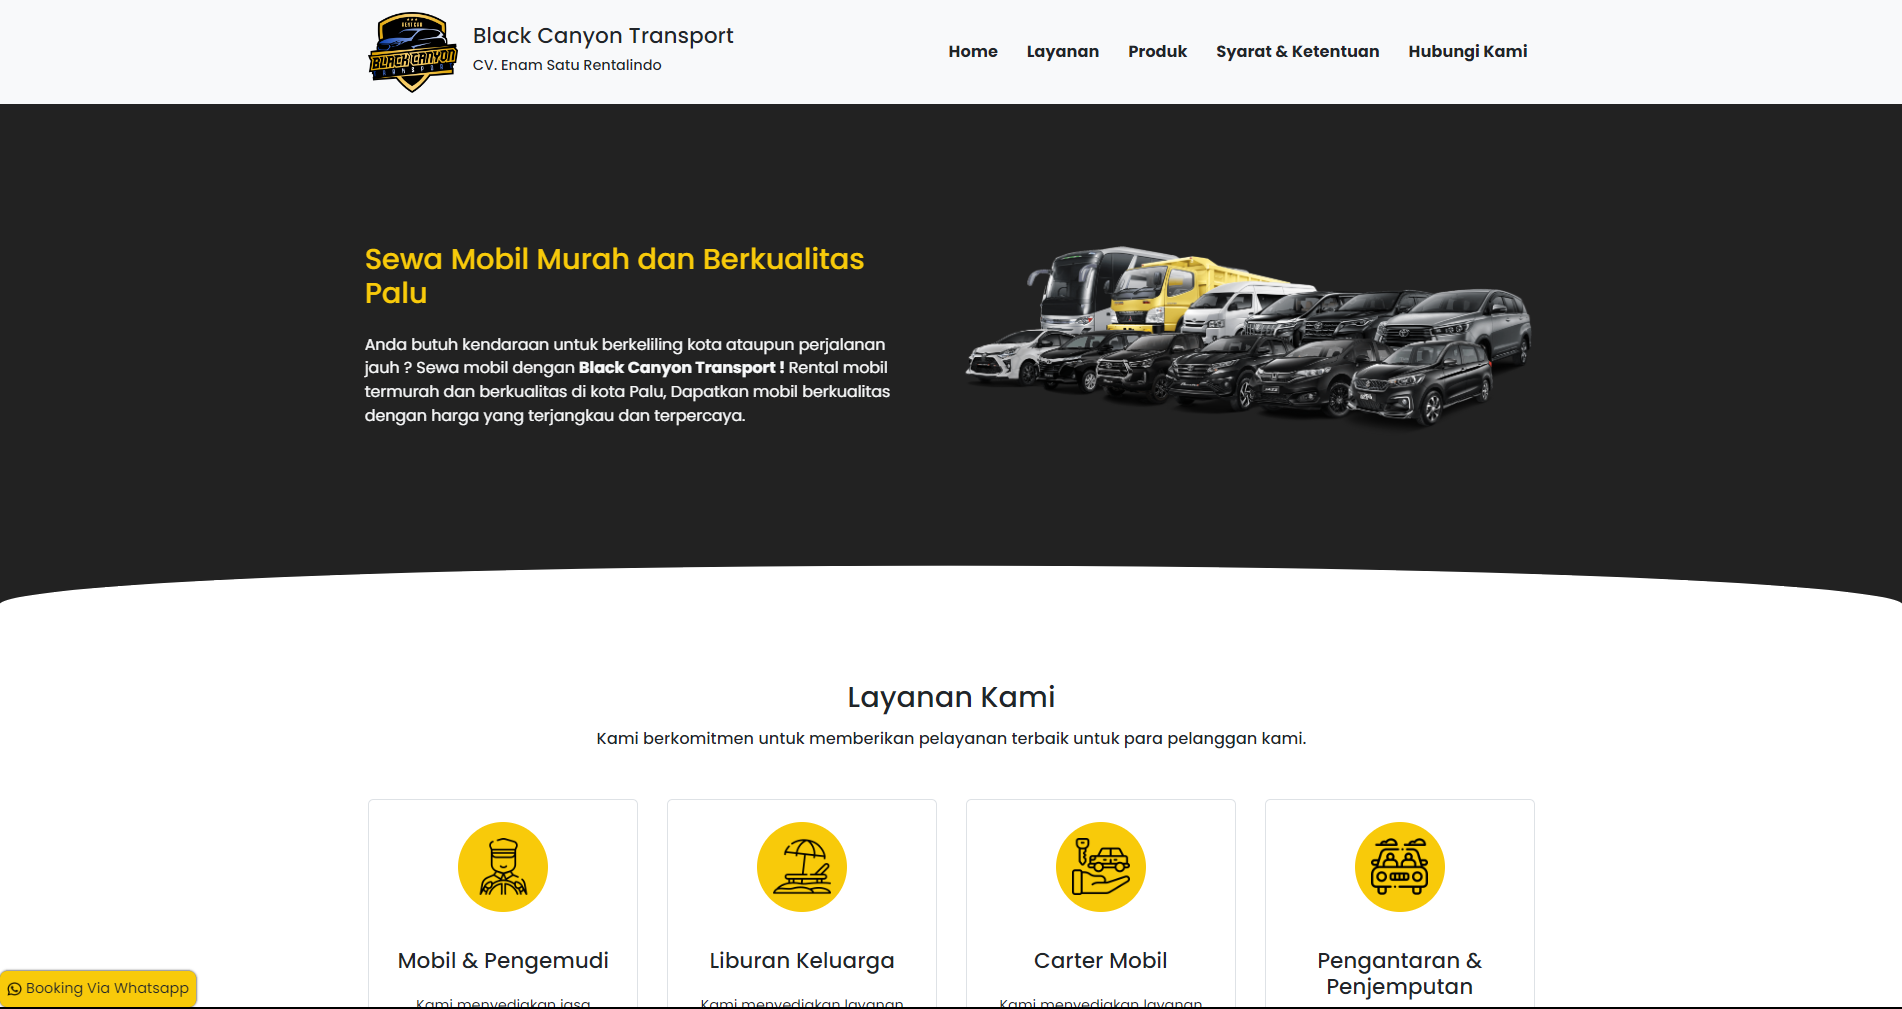 RENT CAR
BLACK CANYON
TRANSPORT
Black Canyon Transport
CV. Enam Satu Rentalindo
Home
Layanan
Produk
Syarat & Ketentuan
Hubungi Kami
Sewa Mobil Murah dan Berkualitas
Palu
Anda butuh kendaraan untuk berkeliling kota ataupun perjalanan
jauh ? Sewa mobil dengan Black Canyon Transport ! Rental mobil
termurah dan berkualitas di kota Palu, Dapatkan mobil berkualitas
dengan harga yang terjangkau dan terpercaya.
Layanan Kami
Kami berkomitmen untuk memberikan pelayanan terbaik untuk para pelanggan kami.
Mobil & Pengemudi
Kami menyediakan jasa
Liburan Keluarga
Kami menyediakan layanan
Carter Mobil
Kami menyediakan layanan
Pengantaran &
Penjemputan
Booking Via Whatsapp